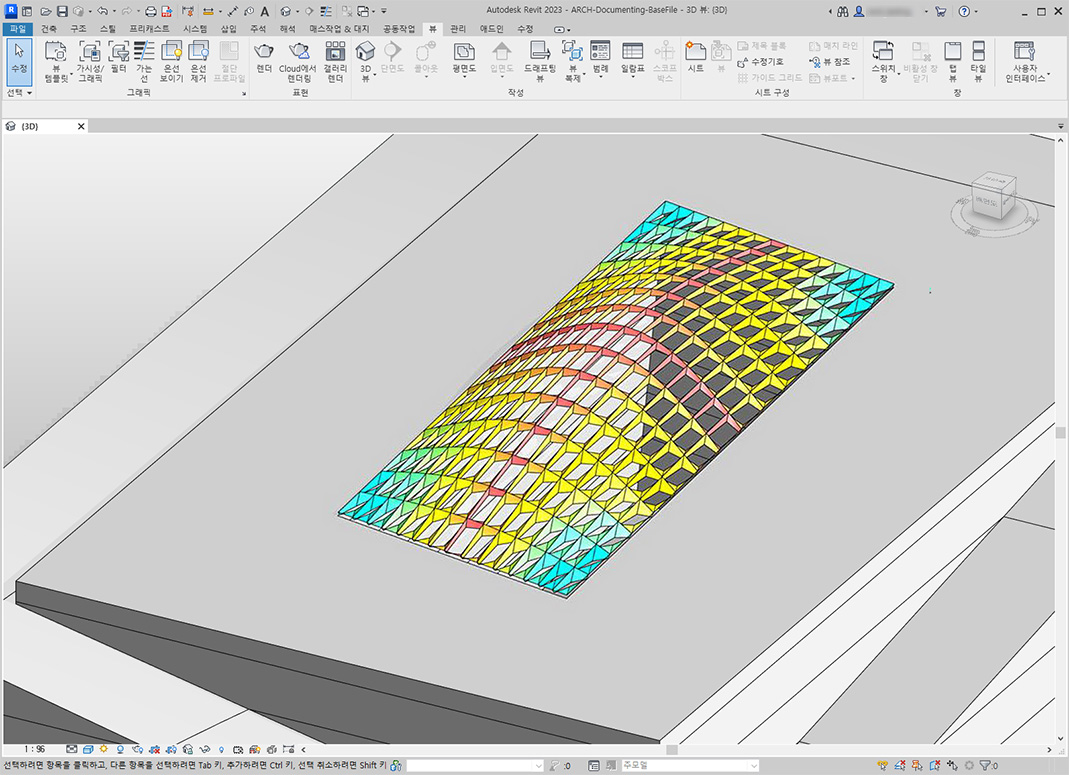 Autodesk Revit 2023 - ARCH-Documenting-BaseFile - 3D 뷰: {3D}
파일 건축 구조 스틸 프리캐스트 시스템 삽입 주석 해석 매스작업 & 대지 공동작업 뷰 관리 애드인 수정
수정
뷰 템플릿
가시성/그래픽
필터
가는 선
은선 보이기
은선 제거
절단 프로파일
렌더
Cloud에서 렌더링
갤러리 렌더
3D 뷰
단면도
콜아웃
평면도
입면도
드래프팅 뷰
뷰 복제
범례
일람표
스코프 박스
시트
뷰
제목 블록
수정기호
가이드 그리드
매치 라인
뷰 참조
뷰포트
스위치 창
비활성 창 닫기
탭 뷰
타일 뷰
사용자 인터페이스
선택 그래픽 표현 작성 시트 구성 창
{3D}
1 : 96
선택하려면 항목을 클릭하고, 다른 항목을 선택하려면 Tab 키, 추가하려면 Ctrl 키, 선택 취소하려면 Shift 키
:0
주모델
:0